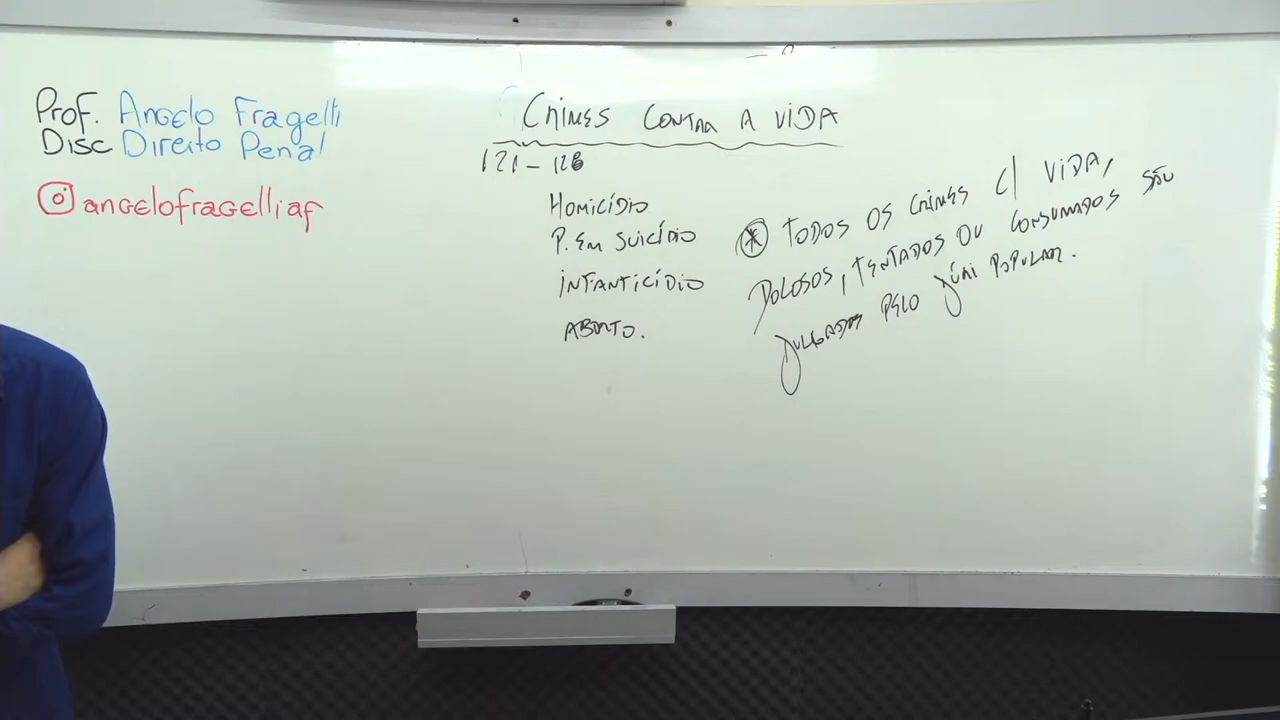 Prof. Angelo Fragelli
Disc Direito Penal
@angelofragelliaf
CRIMES CONTRA A VIDA
121 - 128
HOMICÍDIO
P. EM SUICÍDIO
INFANTICÍDIO
ABORTO.
* TODOS OS CRIMES C/ VIDA,
DOLOSOS, TENTADOS OU CONSUMADOS SÃO
JULGADOS PELO JÚRI POPULAR.